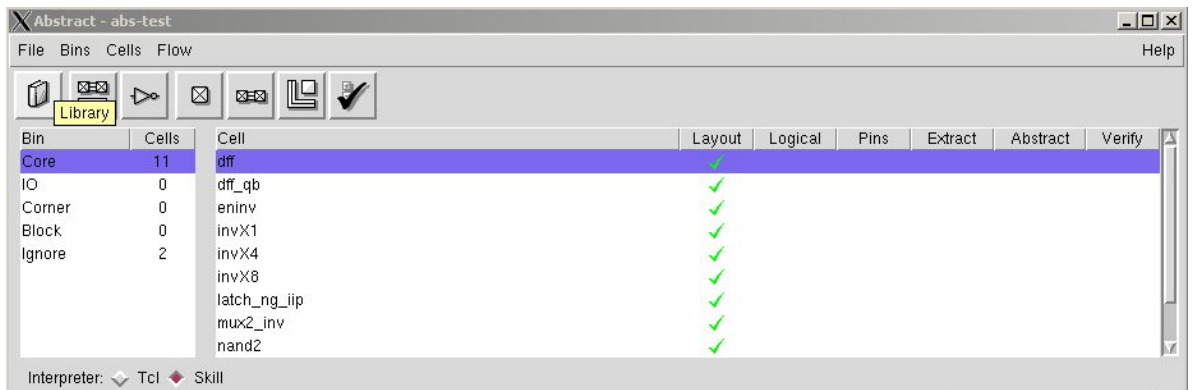 Abstract - abs-test
File Bins Cells Flow Help
Library
Bin Cells Cell Layout Logical Pins Extract Abstract Verify
Core 11 dff
IO 0 dff_qb
Corner 0 eninv
Block 0 invX1
Ignore 2 invX4
invX8
latch_ng_iip
mux2_inv
nand2
Interpreter: Tcl Skill